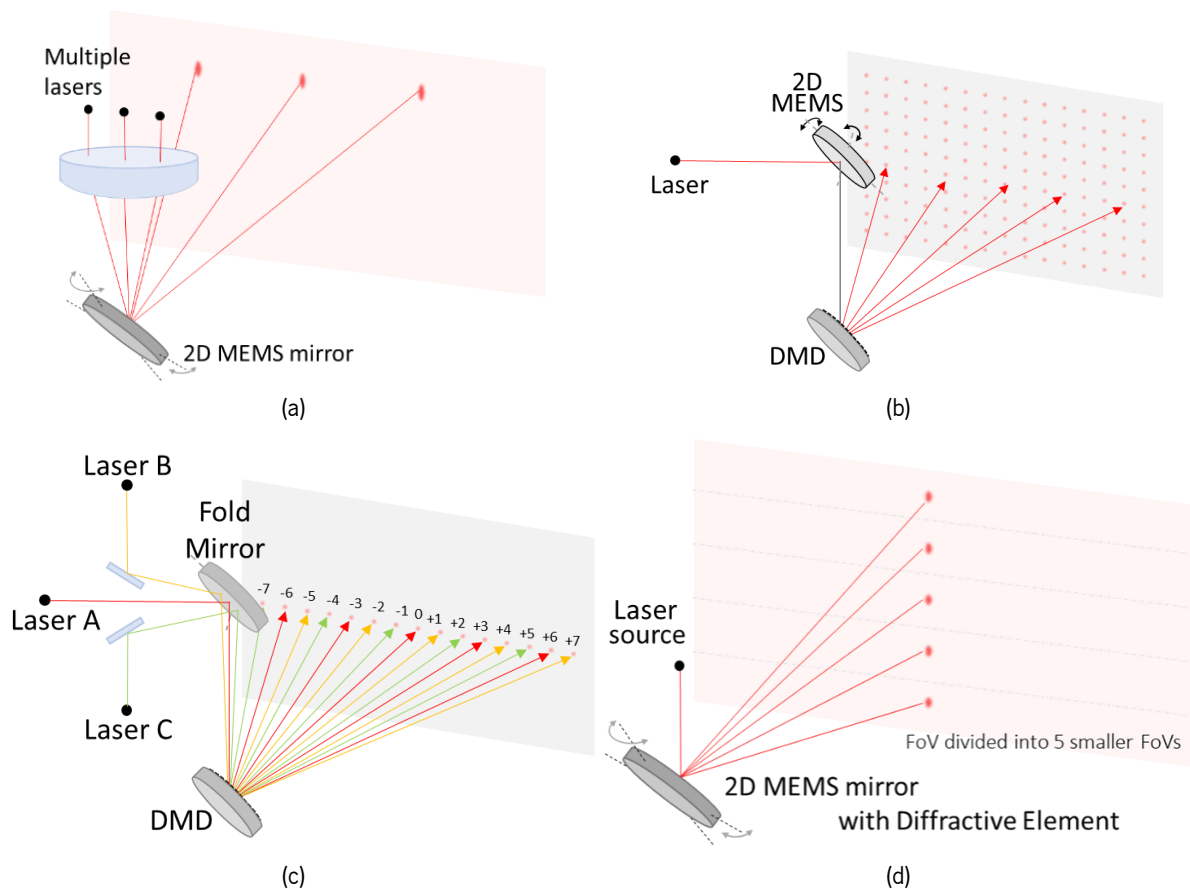 Multiple
lasers
2D MEMS mirror
(a)
2D
MEMS
Laser
DMD
(b)
Laser B
Fold
Mirror
Laser A
Laser C
-7
-6
-5
-4
-3
-2
-1
0
+1
+2
+3
+4
+5
+6
+7
DMD
(c)
Laser
source
FoV divided into 5 smaller FoVs
2D MEMS mirror
with Diffractive Element
(d)